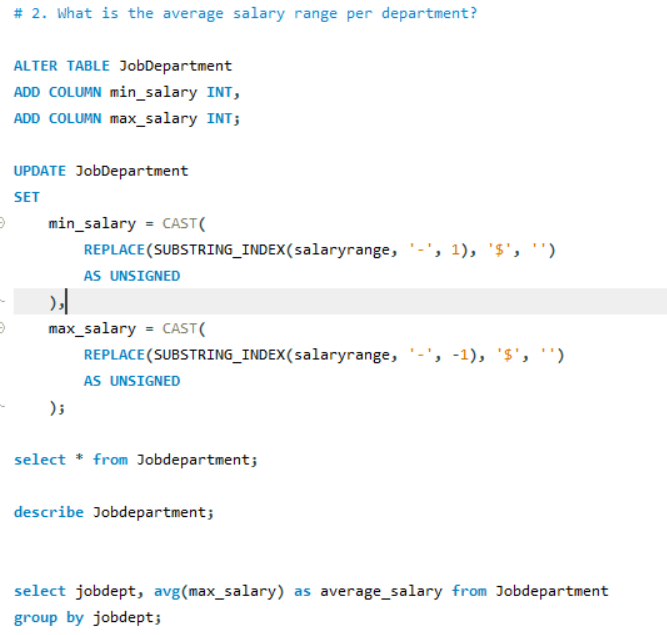 # 2. What is the average salary range per department?
ALTER TABLE JobDepartment
ADD COLUMN min_salary INT,
ADD COLUMN max_salary INT;
UPDATE JobDepartment
SET
min_salary = CAST(
REPLACE(SUBSTRING_INDEX(salaryrange, '-', 1), '$', '')
AS UNSIGNED
),
max_salary = CAST(
REPLACE(SUBSTRING_INDEX(salaryrange, '-', -1), '$', '')
AS UNSIGNED
);
select * from Jobdepartment;
describe Jobdepartment;
select jobdept, avg(max_salary) as average_salary from Jobdepartment
group by jobdept;